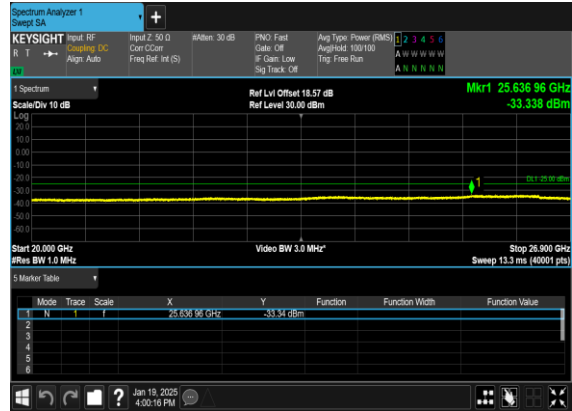 Spectrum Analyzer 1
Swept SA
+
KEYSIGHT Input: RF Input Z: 50 Ω #Atten: 30 dB PNO: Fast Avg Type: Power (RMS) 1 2 3 4 5 6
R T Coupling: DC Corr CCorr Gate: Off Avg|Hold: 100/100 A W W W W W
Align: Auto Freq Ref: Int (S) IF Gain: Low Trig: Free Run
Sig Track: Off A N N N N N
1 Spectrum Ref Lvl Offset 18.57 dB Mkr1 25.636 96 GHz
Scale/Div 10 dB Ref Level 30.00 dBm -33.338 dBm
Log
20.0
10.0
0.00
-10.0
-20.0
1 DL1 -25.00 dBm
-30.0
-40.0
-50.0
-60.0
Start 20.000 GHz Video BW 3.0 MHz* Stop 26.900 GHz
#Res BW 1.0 MHz Sweep 13.3 ms (40001 pts)
5 Marker Table
Mode Trace Scale X Y Function Function Width Function Value
1 N 1 f 25.636 96 GHz -33.34 dBm
2
3
4
5
6
? Jan 19, 2025
4:00:16 PM